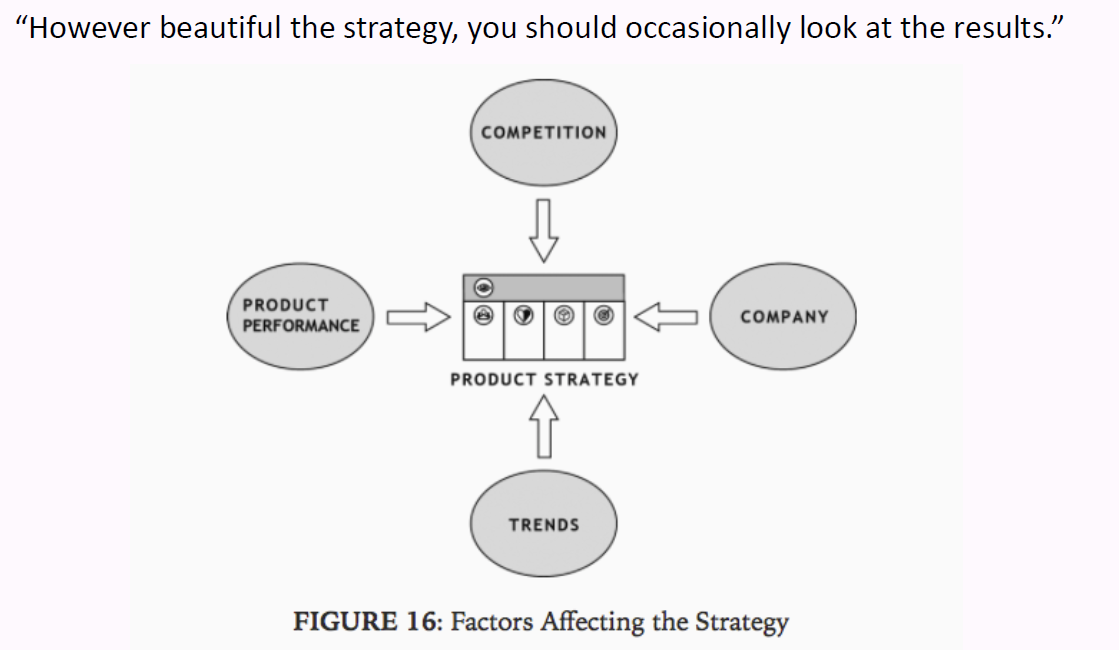 “However beautiful the strategy, you should occasionally look at the results.”
COMPETITION
PRODUCT
PERFORMANCE
COMPANY
PRODUCT STRATEGY
TRENDS
FIGURE 16: Factors Affecting the Strategy